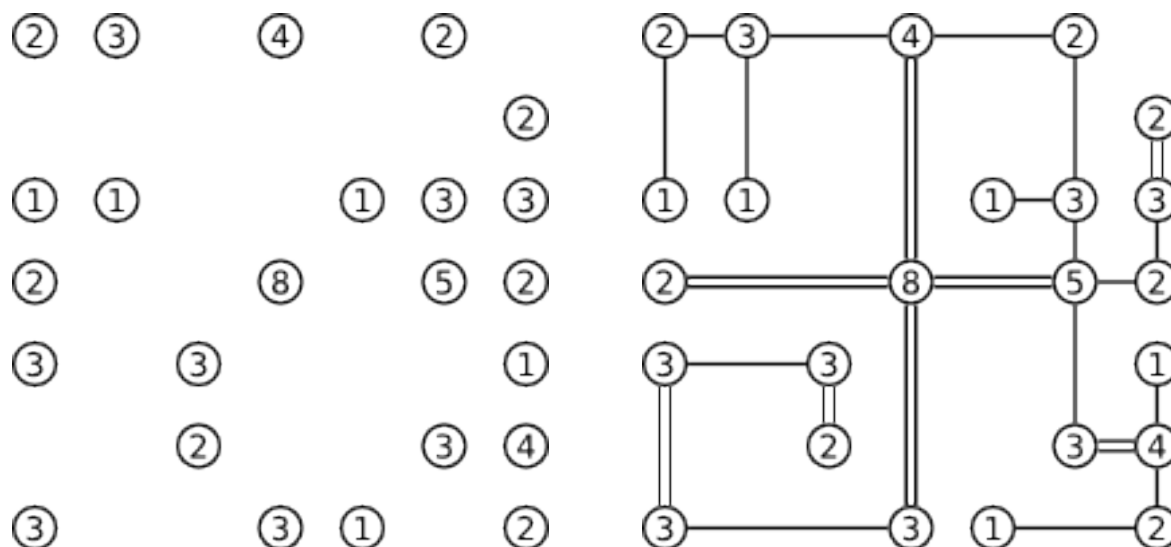 2 3 4 2 2 3 4 2
2 2
1 1 1 3 3 1 1 1 3 3
2 8 5 2 2 8 5 2
3 3 1 3 3 1
2 3 4 2 3 4
3 3 1 2 3 3 1 2